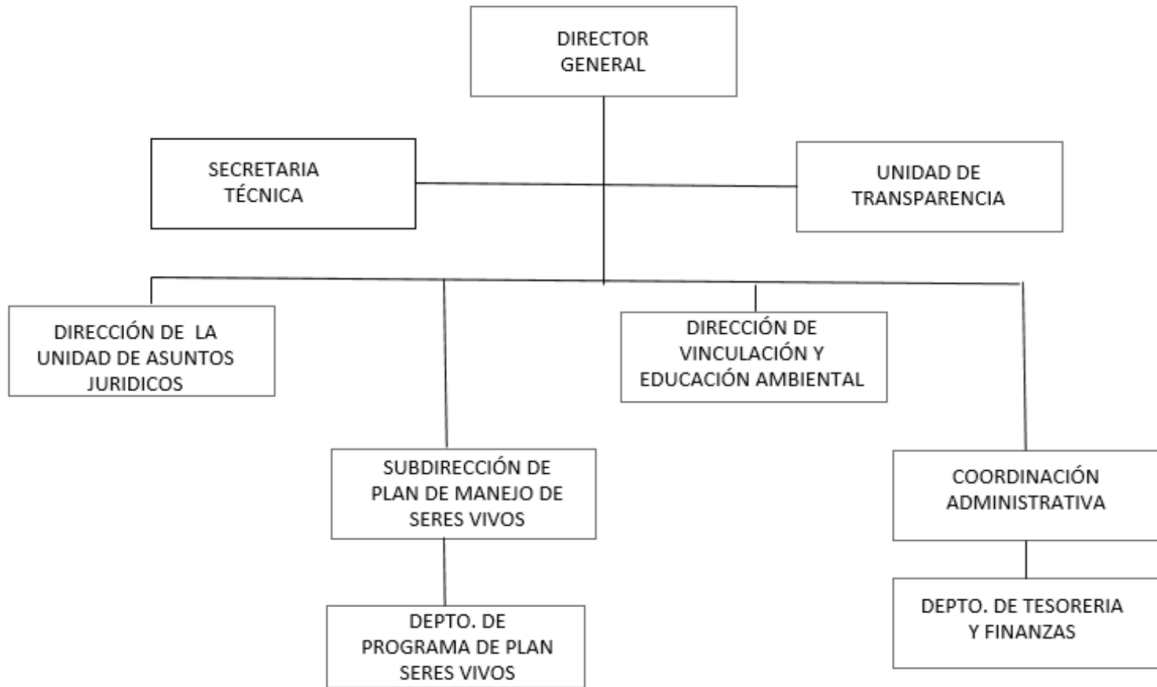 DIRECTOR
GENERAL
SECRETARIA
TÉCNICA
UNIDAD DE
TRANSPARENCIA
DIRECCIÓN DE LA
UNIDAD DE ASUNTOS
JURIDICOS
DIRECCIÓN DE
VINCULACIÓN Y
EDUCACIÓN AMBIENTAL
SUBDIRECCIÓN DE
PLAN DE MANEJO DE
SERES VIVOS
COORDINACIÓN
ADMINISTRATIVA
DEPTO. DE
PROGRAMA DE PLAN
SERES VIVOS
DEPTO. DE TESORERIA
Y FINANZAS